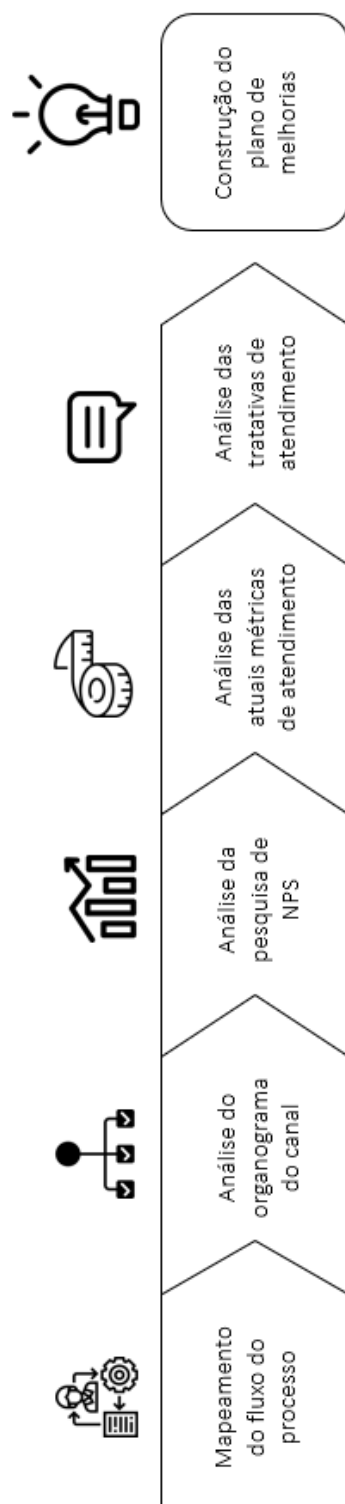 Mapeamento
do fluxo do
processo
Análise do
organograma
do canal
Análise da
pesquisa de
NPS
Análise das
atuais métricas
de atendimento
Análise das
tratativas de
atendimento
Construção do
plano de
melhorias